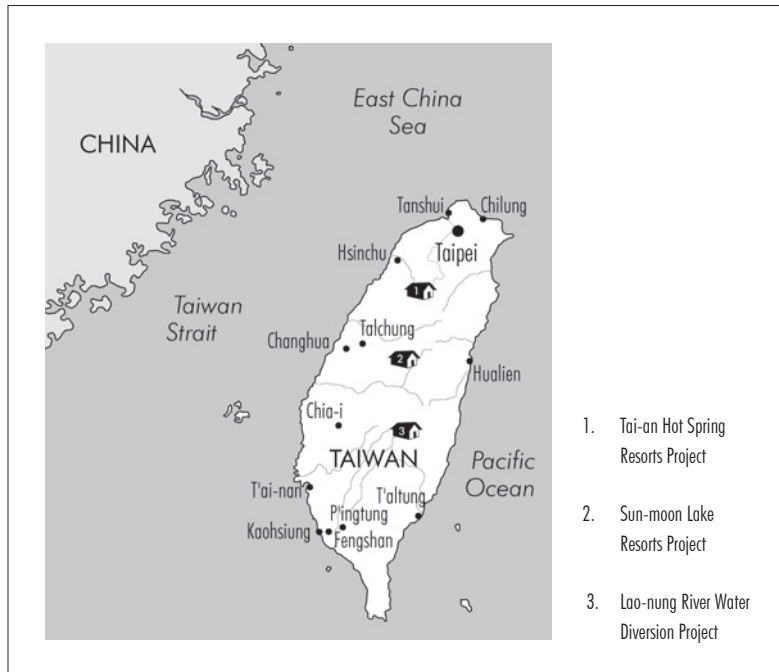 East China
Sea
CHINA
Tanshui
Chilung
Taipei
Hsinchu
1
Taiwan
Strait
Talchung
Changhua
2
Hualien
Chia-i
3
TAIWAN
Pacific
Ocean
T'ai-nan
T'altung
P'ingtung
Kaohsiung
Fengshan
1. Tai-an Hot Spring
Resorts Project
2. Sun-moon Lake
Resorts Project
3. Lao-nung River Water
Diversion Project